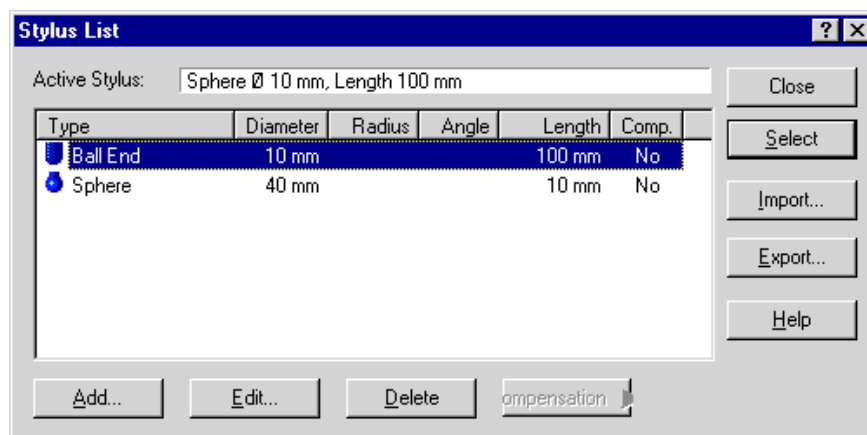 Stylus List
Active Stylus: Sphere Ø 10 mm, Length 100 mm
Close
Type Diameter Radius Angle Length Comp.
Select
Ball End 10 mm 100 mm No
Sphere 40 mm 10 mm No
Import...
Export...
Help
Add... Edit... Delete ompensation